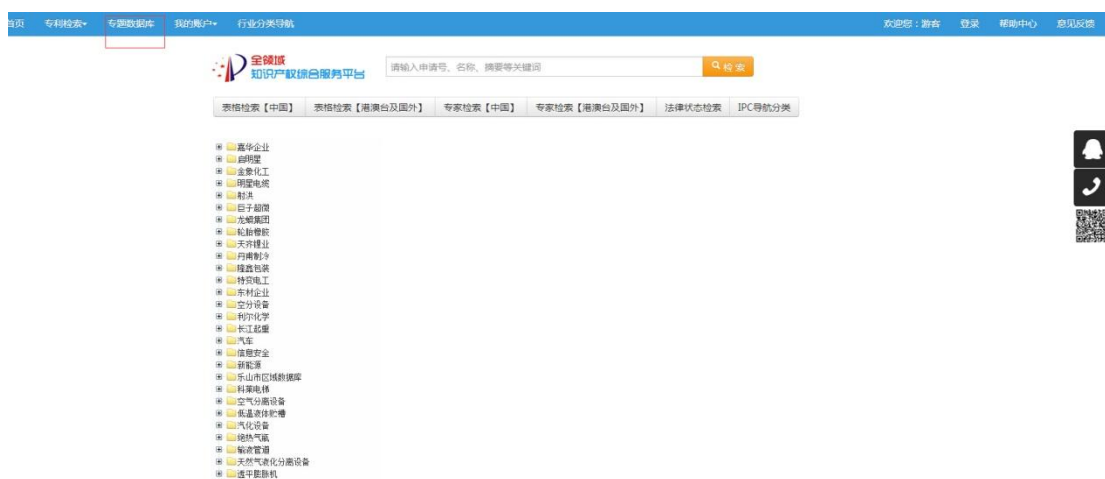 首页 专利检索 专题数据库 我的账户 行业分类导航 欢迎您：游客 登录 帮助中心 意见反馈
全领域
知识产权综合服务平台
请输入申请号、名称、摘要等关键词 检索
表格检索【中国】 表格检索【港澳台及国外】 专家检索【中国】 专家检索【港澳台及国外】 法律状态检索 IPC导航分类
嘉华企业
启明星
金象化工
明星电缆
射洪
巨子超微
龙蟒集团
轮胎橡胶
天齐锂业
丹甫制冷
隆鑫包装
特变电工
东材企业
空分设备
利尔化学
长江起重
汽车
信息安全
新能源
乐山市区域数据库
科莱电梯
空气分离设备
低温液体贮槽
汽化设备
绝热气瓶
输液管道
天然气液化分离设备
透平膨胀机